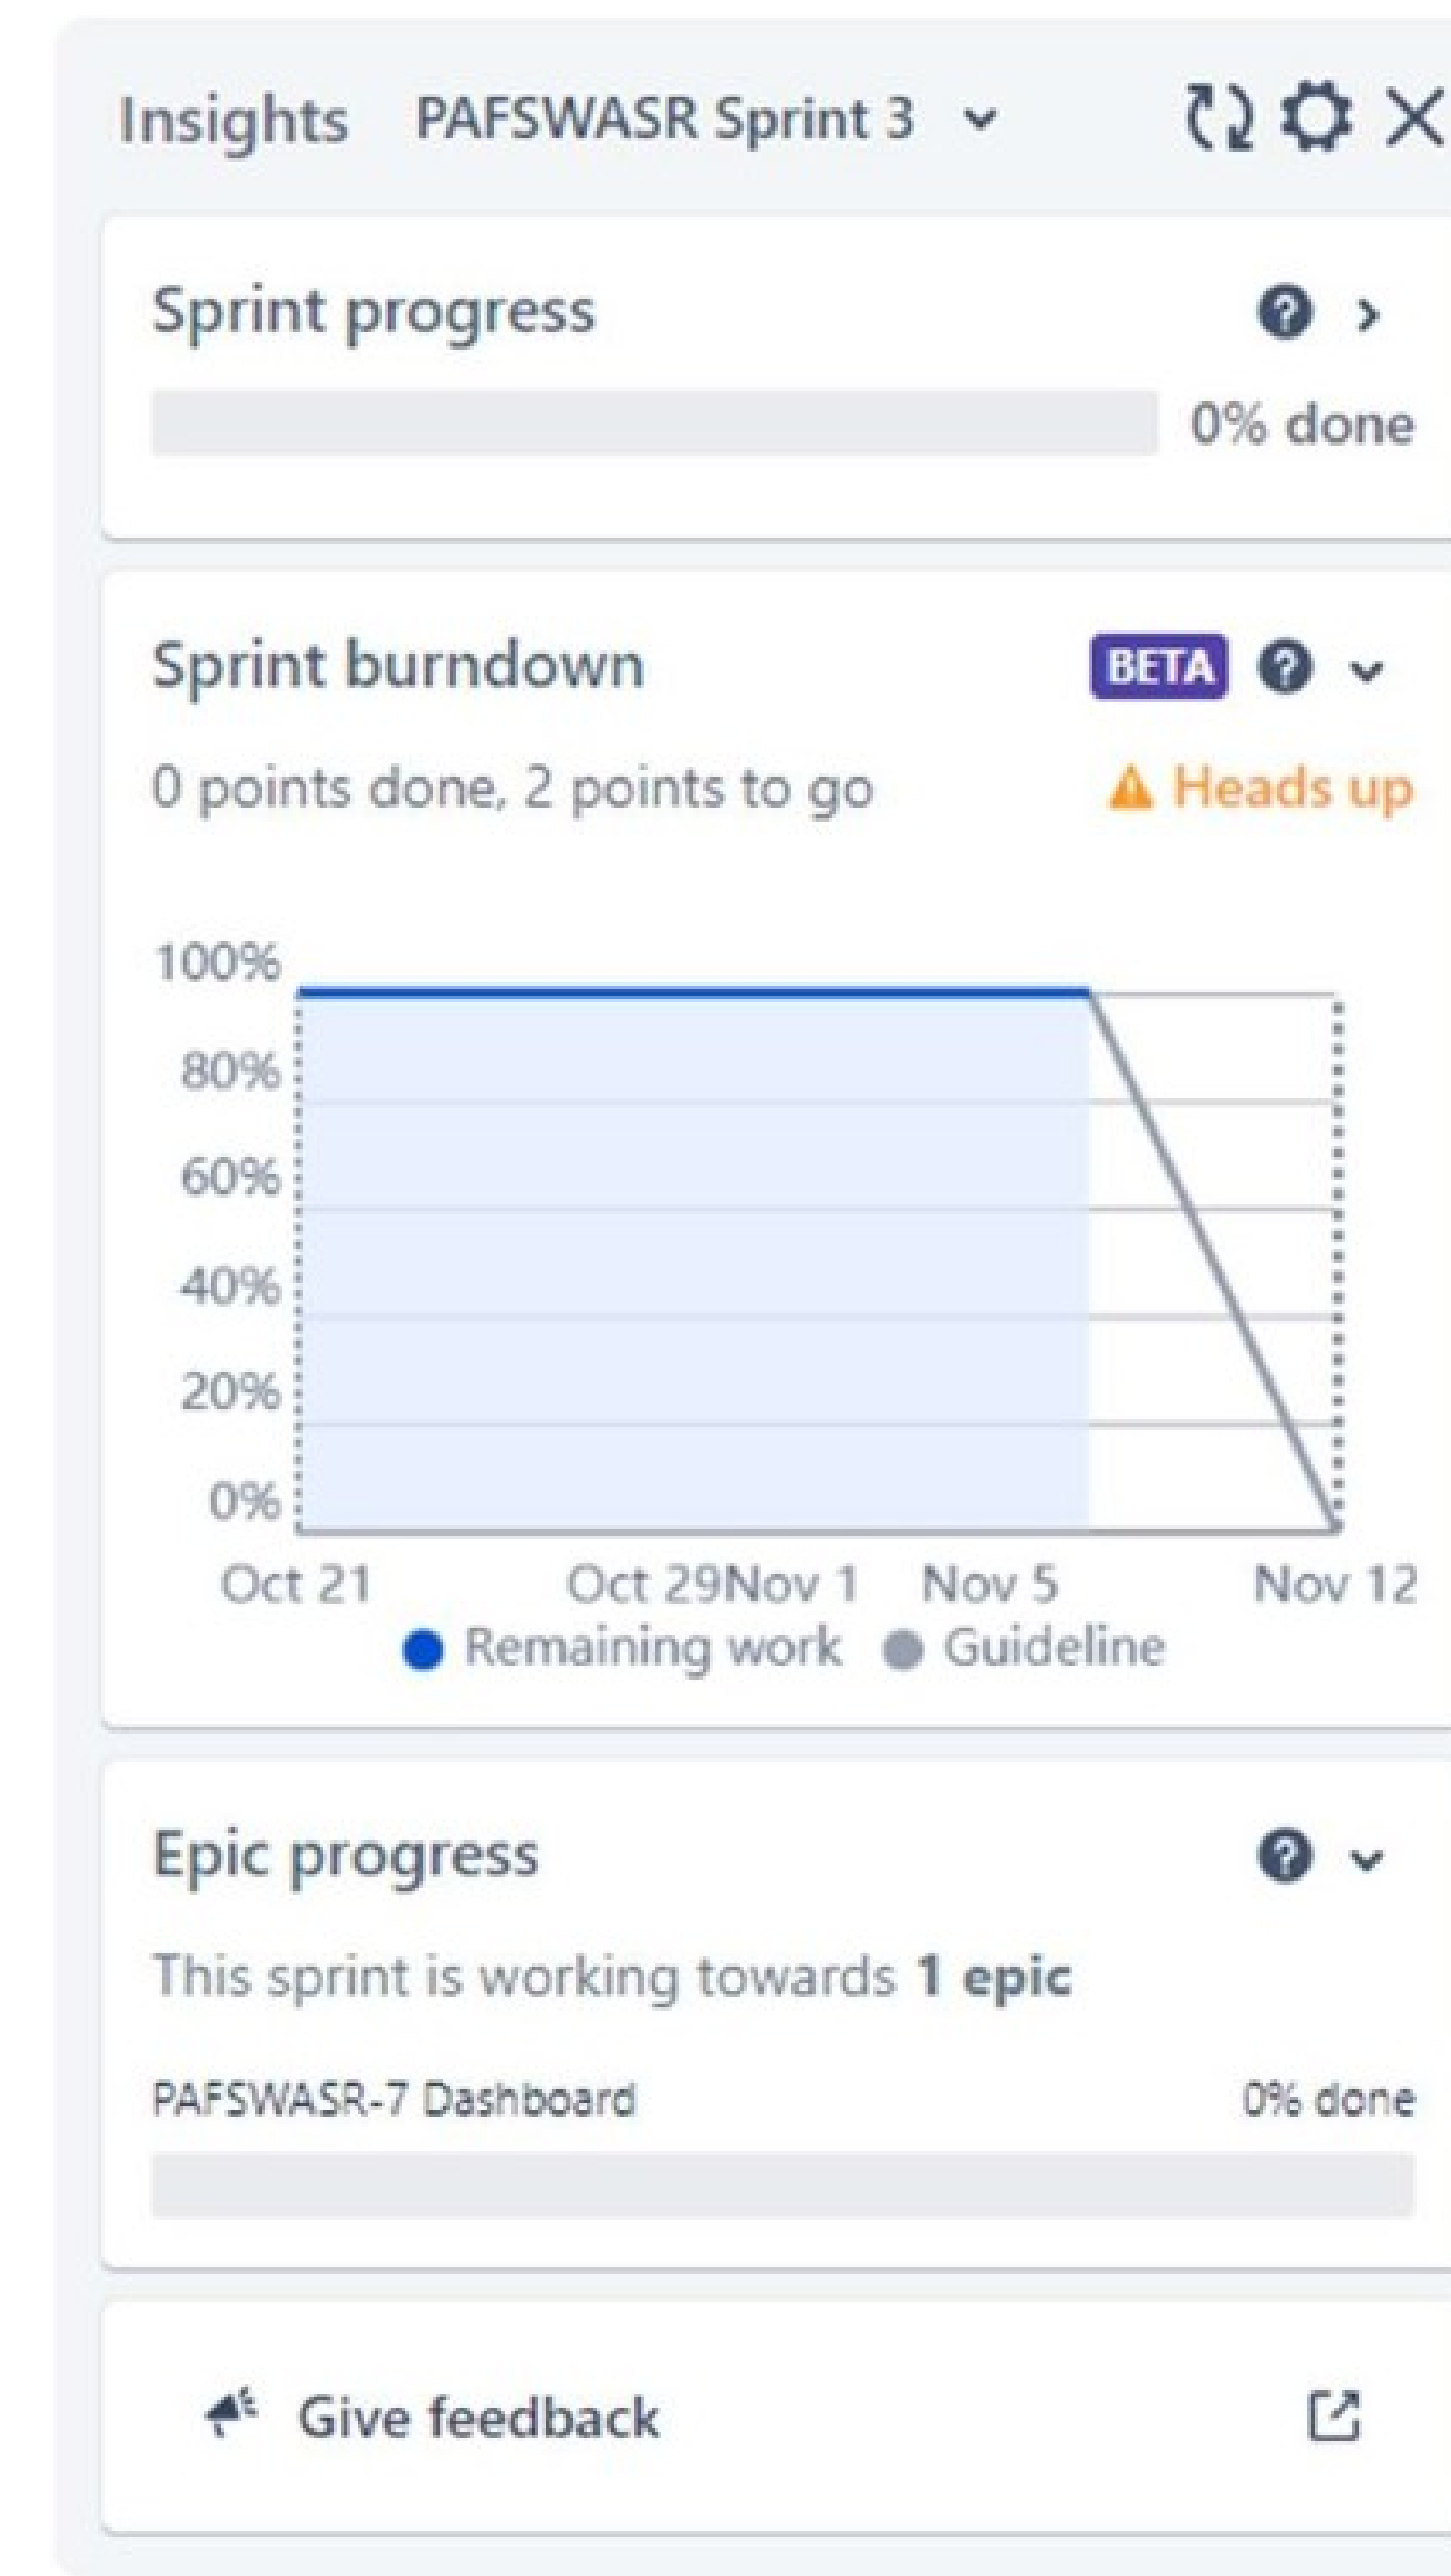 Insights PAFSWASR Sprint 3
Sprint progress
0% done
Sprint burndown BETA
0 points done, 2 points to go Heads up
100%
80%
60%
40%
20%
0%
Oct 21 Oct 29 Nov 1 Nov 5 Nov 12
Remaining work Guideline
Epic progress
This sprint is working towards 1 epic
PAFSWASR-7 Dashboard 0% done
Give feedback